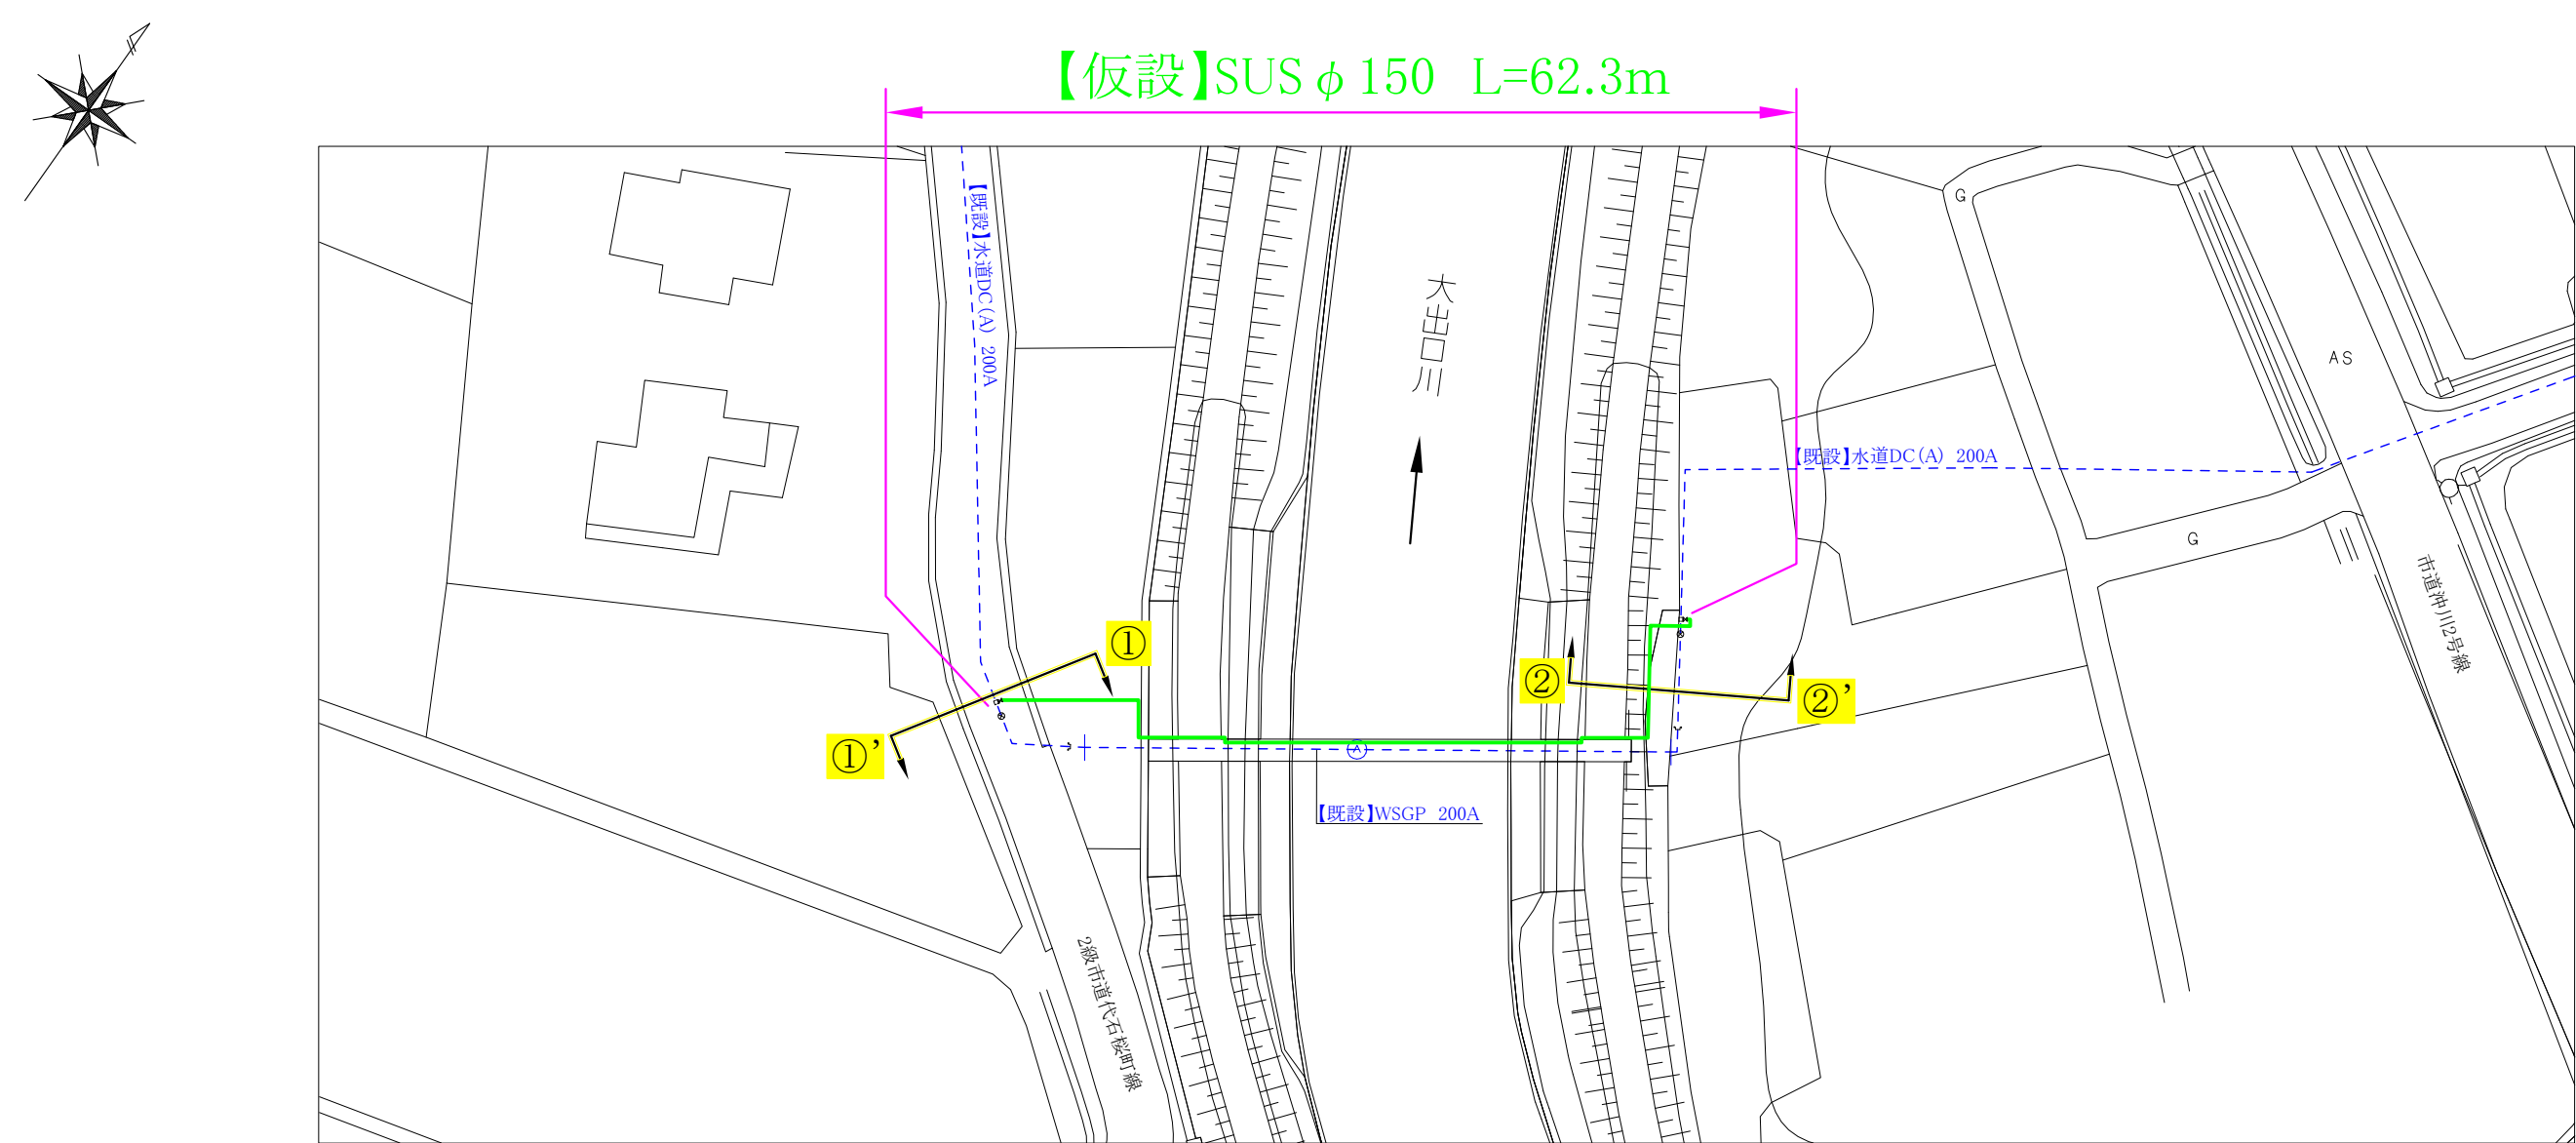 【仮設】SUSφ150 L=62.3m
【既設】水道DC(A) 200A
大出口川
G
AS
【既設】水道DC(A) 200A
G
市道沖川2号線
①
①'
②
②'
A
【既設】WSGP 200A
2級市道代石桜町線